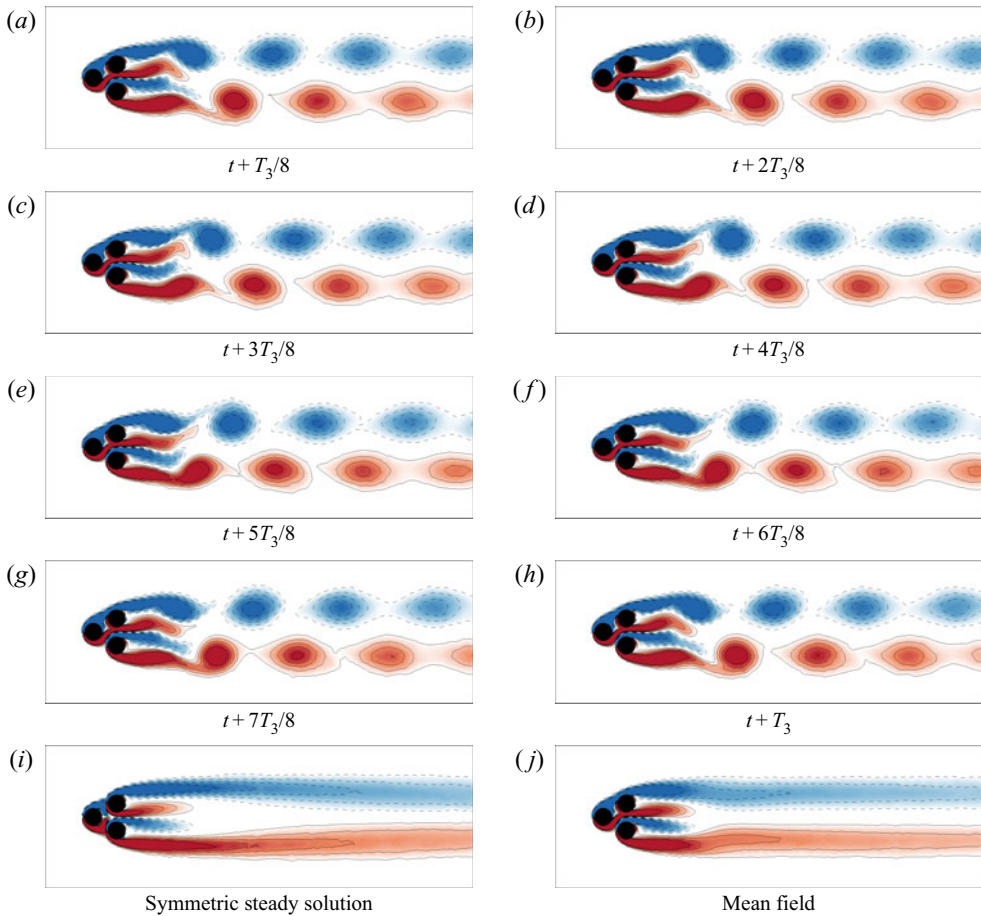 (a)
(b)
t + T₃/8
t + 2T₃/8
(c)
(d)
t + 3T₃/8
t + 4T₃/8
(e)
(f)
t + 5T₃/8
t + 6T₃/8
(g)
(h)
t + 7T₃/8
t + T₃
(i)
(j)
Symmetric steady solution
Mean field